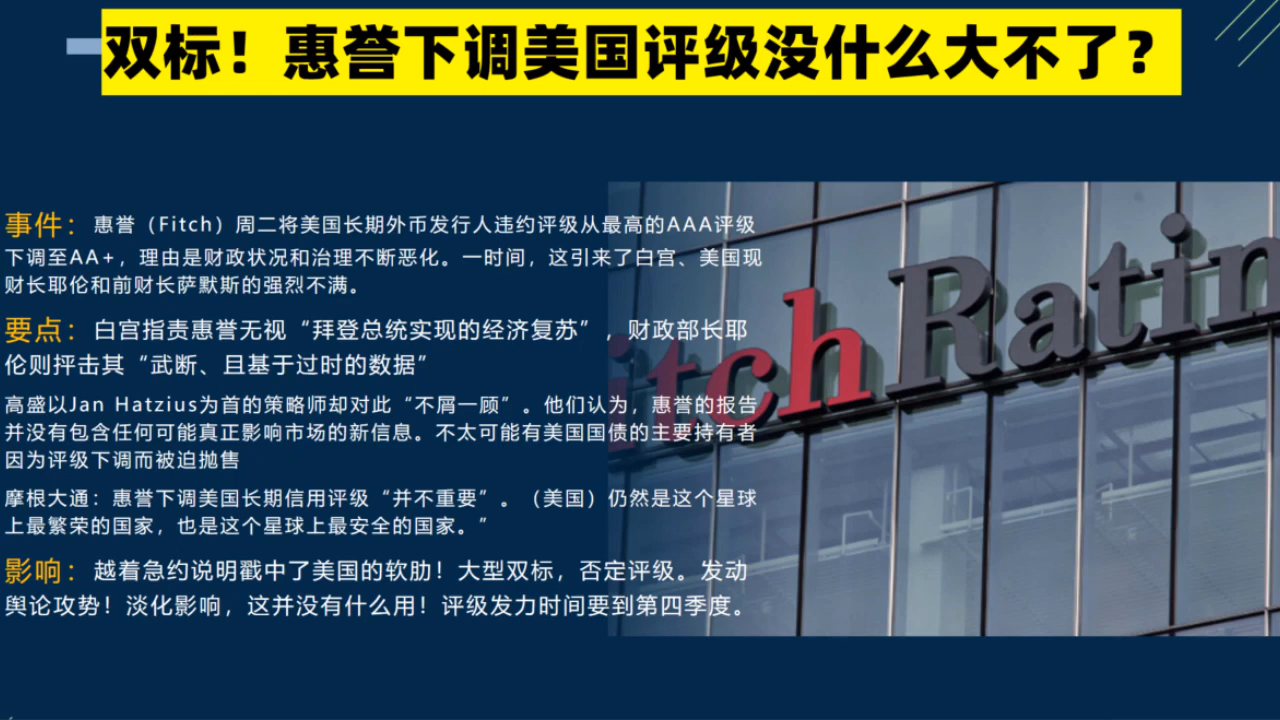 双标！惠誉下调美国评级没什么大不了？
事件：惠誉（Fitch）周二将美国长期外币发行人违约评级从最高的AAA评级
下调至AA+，理由是财政状况和治理不断恶化。一时间，这引来了白宫、美国现
财长耶伦和前财长萨默斯的强烈不满。
要点：白宫指责惠誉无视“拜登总统实现的经济复苏”，财政部长耶
伦则抨击其“武断、且基于过时的数据”
高盛以Jan Hatzius为首的策略师却对此“不屑一顾”。他们认为，惠誉的报告
并没有包含任何可能真正影响市场的新信息。不太可能有美国国债的主要持有者
因为评级下调而被迫抛售
摩根大通：惠誉下调美国长期信用评级“并不重要”。（美国）仍然是这个星球
上最繁荣的国家，也是这个星球上最安全的国家。”
影响：越着急约说明戳中了美国的软肋！大型双标，否定评级。发动
舆论攻势！淡化影响，这并没有什么用！评级发力时间要到第四季度。
itch Ratin